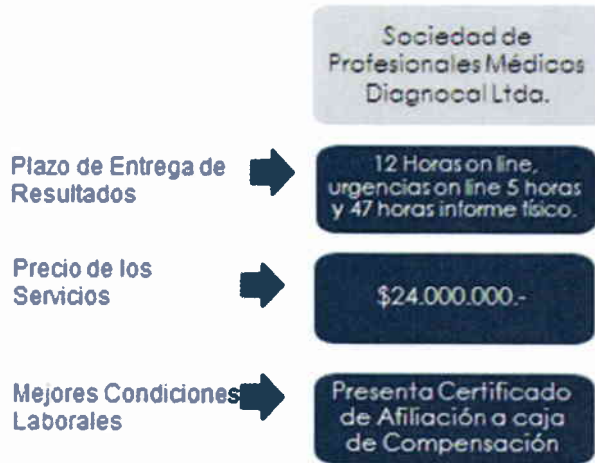 Sociedad de
Profesionales Médicos
Diagnocal Ltda.
Plazo de Entrega de
Resultados
12 Horas on line,
urgencias on line 5 horas
y 47 horas informe físico.
Precio de los
Servicios
$24.000.000.-
Mejores Condiciones
Laborales
Presenta Certificado
de Afiliación a caja
de Compensación